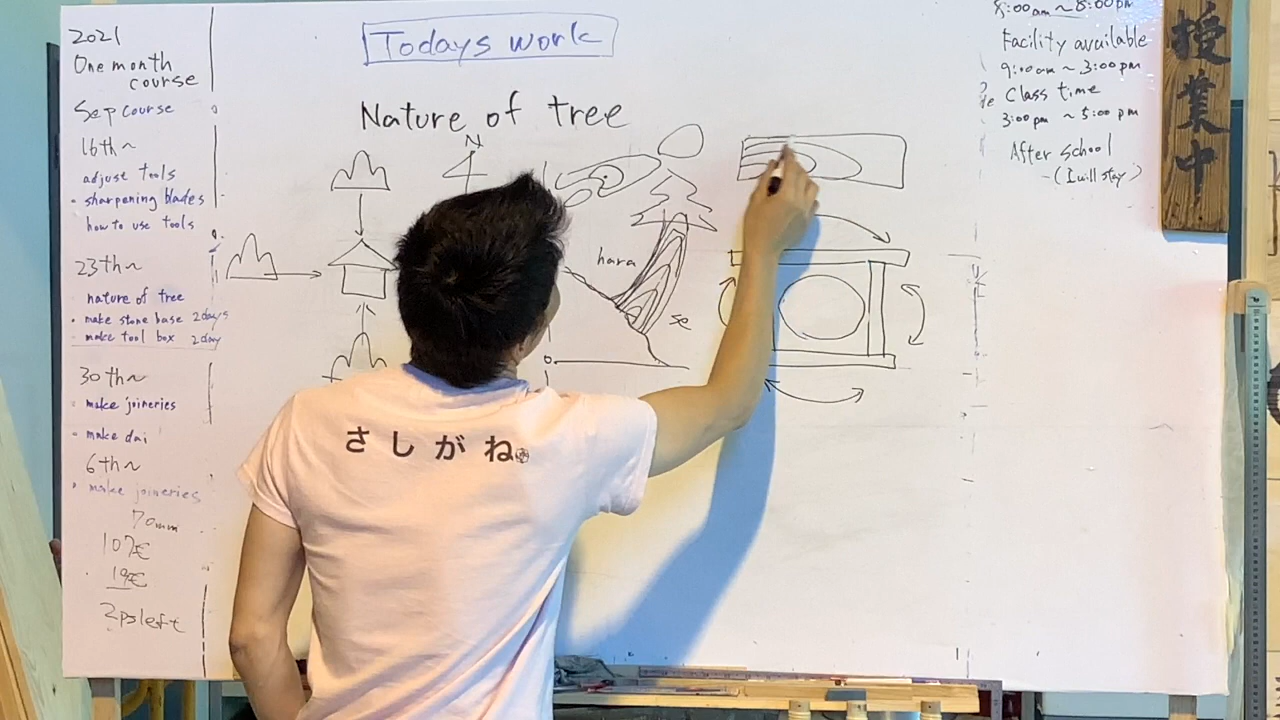 2021
One month
course
Sep course
16th~
adjust tools
• sharpening blades
how to use tools
23th~
nature of tree
• make stone base 2days
• make tool box 2day
30th~
• make joineries
• make dai
6th~
• make joineries
70mm
107€
19€
2ps left
Todays work
Nature of tree
N
hara
se
さしがね
8:00am ~ 8:00pm
Facility available
9:00am ~ 3:00pm
Class time
3:00pm ~ 5:00pm
After school
(I will stay)
授業中